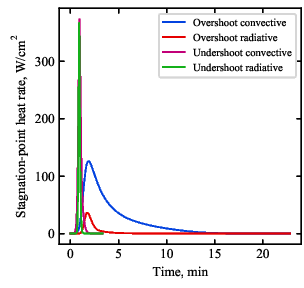 Overshoot convective
Overshoot radiative
Undershoot convective
Undershoot radiative
Stagnation-point heat rate, W/cm²
300
200
100
0
0 5 10 15 20
Time, min